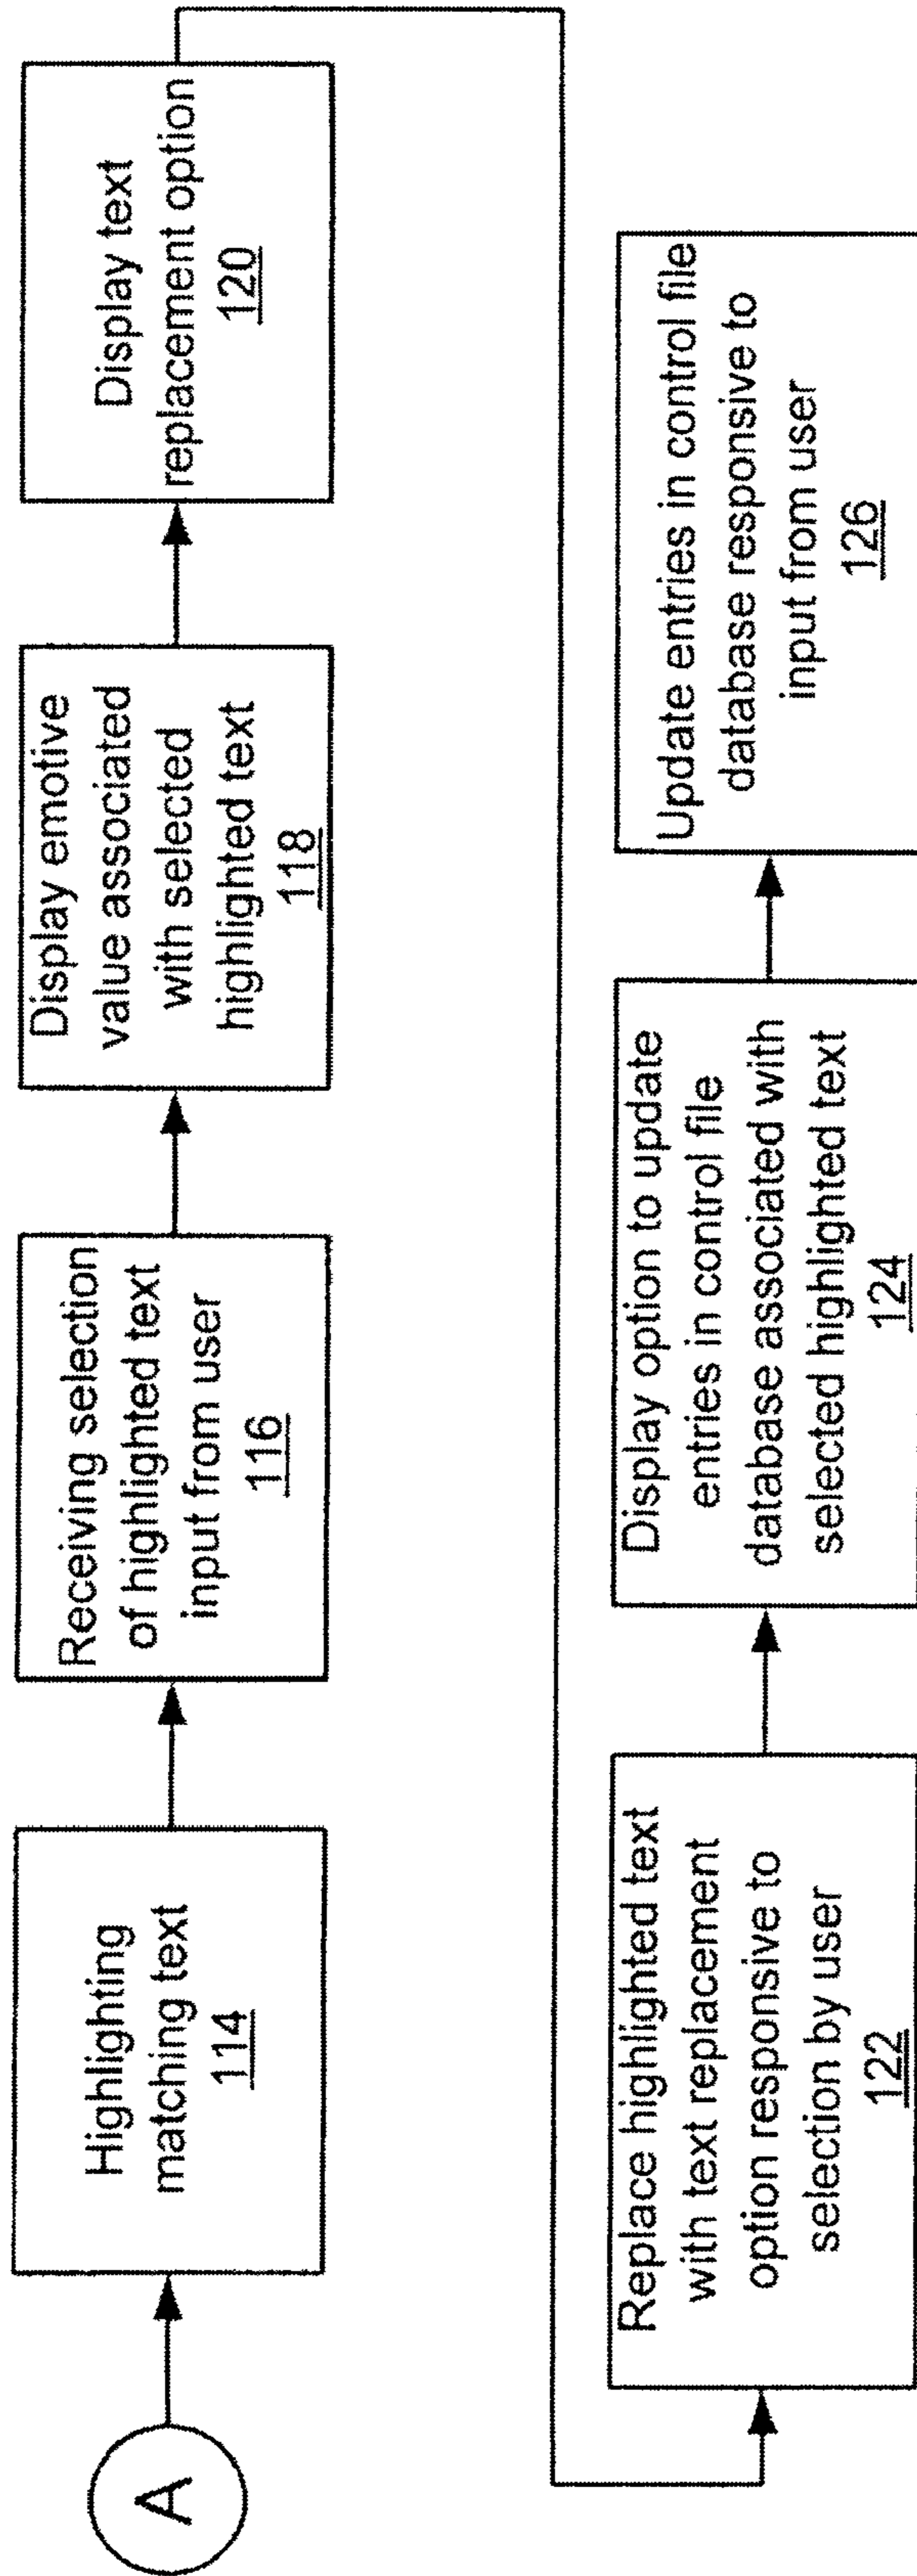 A
Highlighting
matching text
114
Receiving selection
of highlighted text
input from user
116
Display emotive
value associated
with selected
highlighted text
118
Display text
replacement option
120
Replace highlighted text
with text replacement
option responsive to
selection by user
122
Display option to update
entries in control file
database associated with
selected highlighted text
124
Update entries in control file
database responsive to
input from user
126